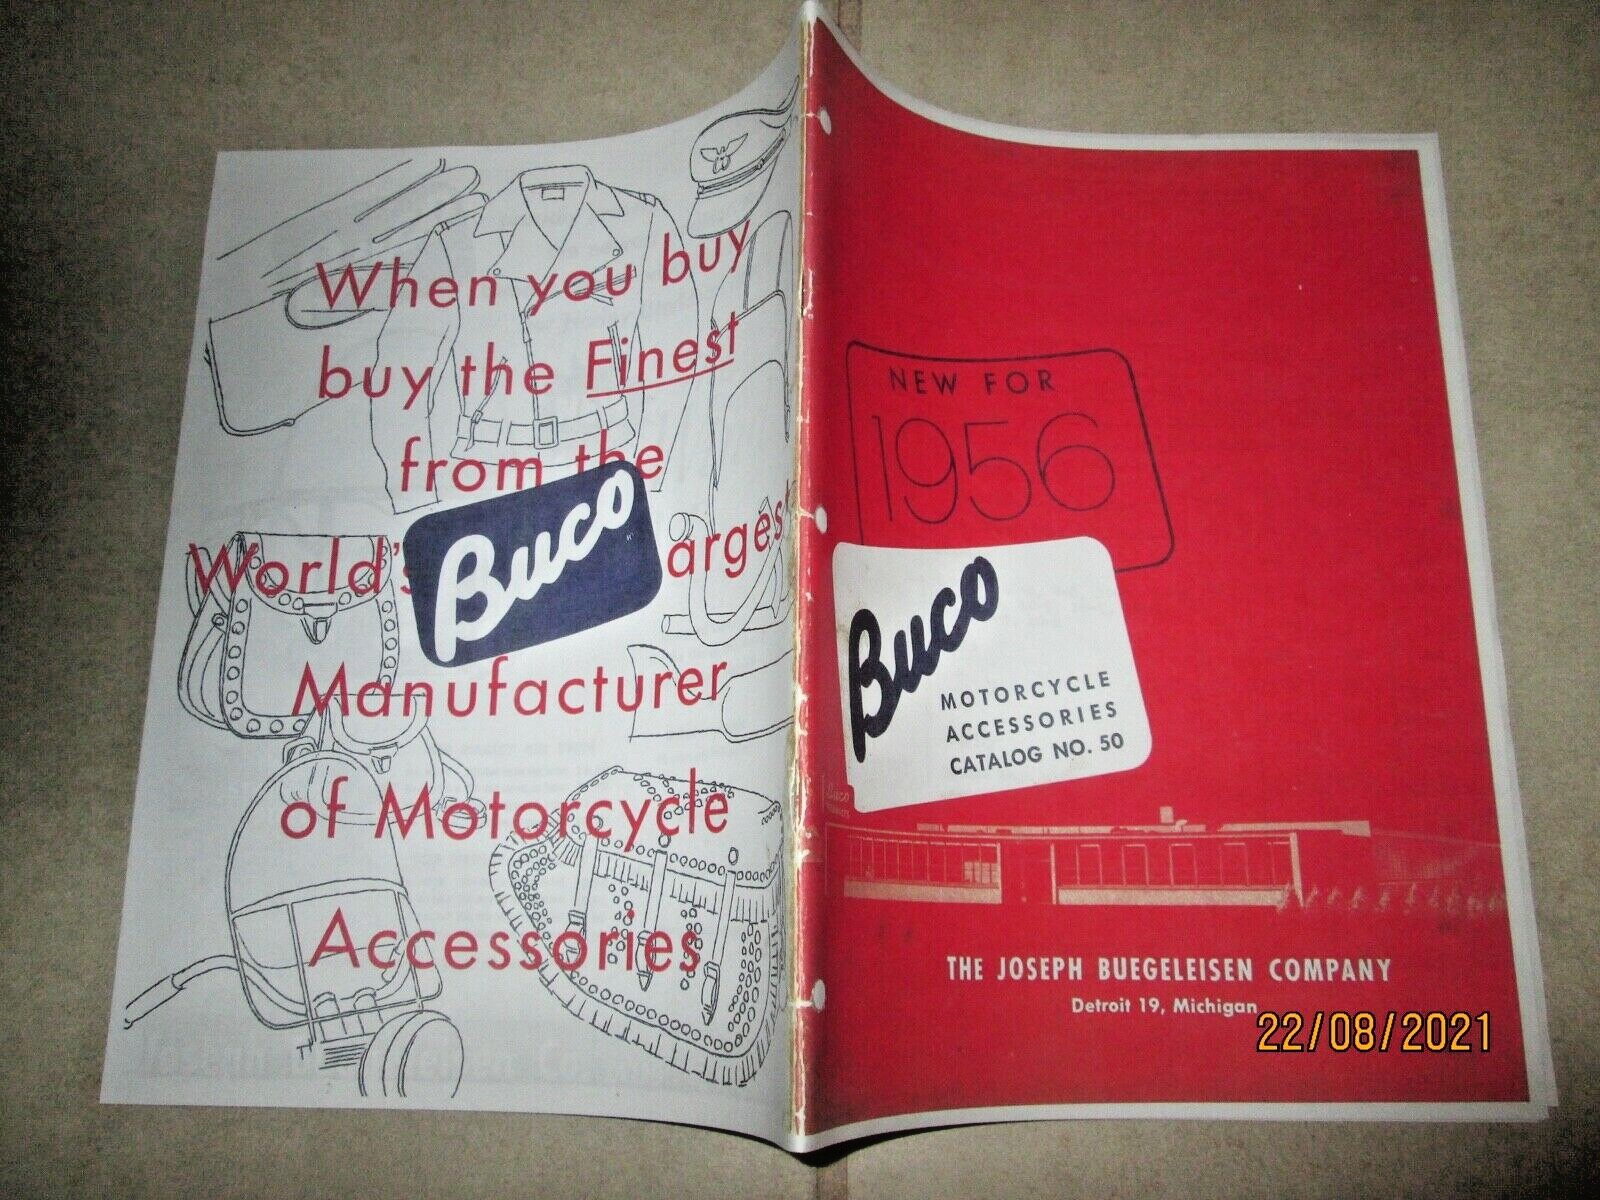 When you buy
buy the Finest
from the
World's Buco argest
Manufacturer
of Motorcycle
Accessories
NEW FOR
1956
Buco
MOTORCYCLE
ACCESSORIES
CATALOG NO. 50
Buco
THE JOSEPH BUEGELEISEN COMPANY
Detroit 19, Michigan
22/08/2021